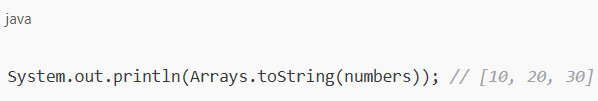 java
System.out.println(Arrays.toString(numbers)); // [10, 20, 30]